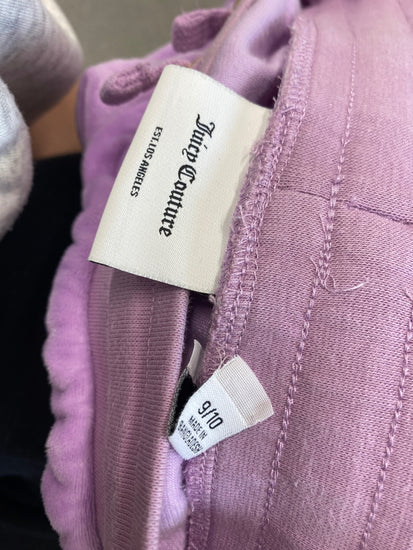 Juicy Couture
EST. LOS ANGELES
9/10
MADE IN
BANGLADESH